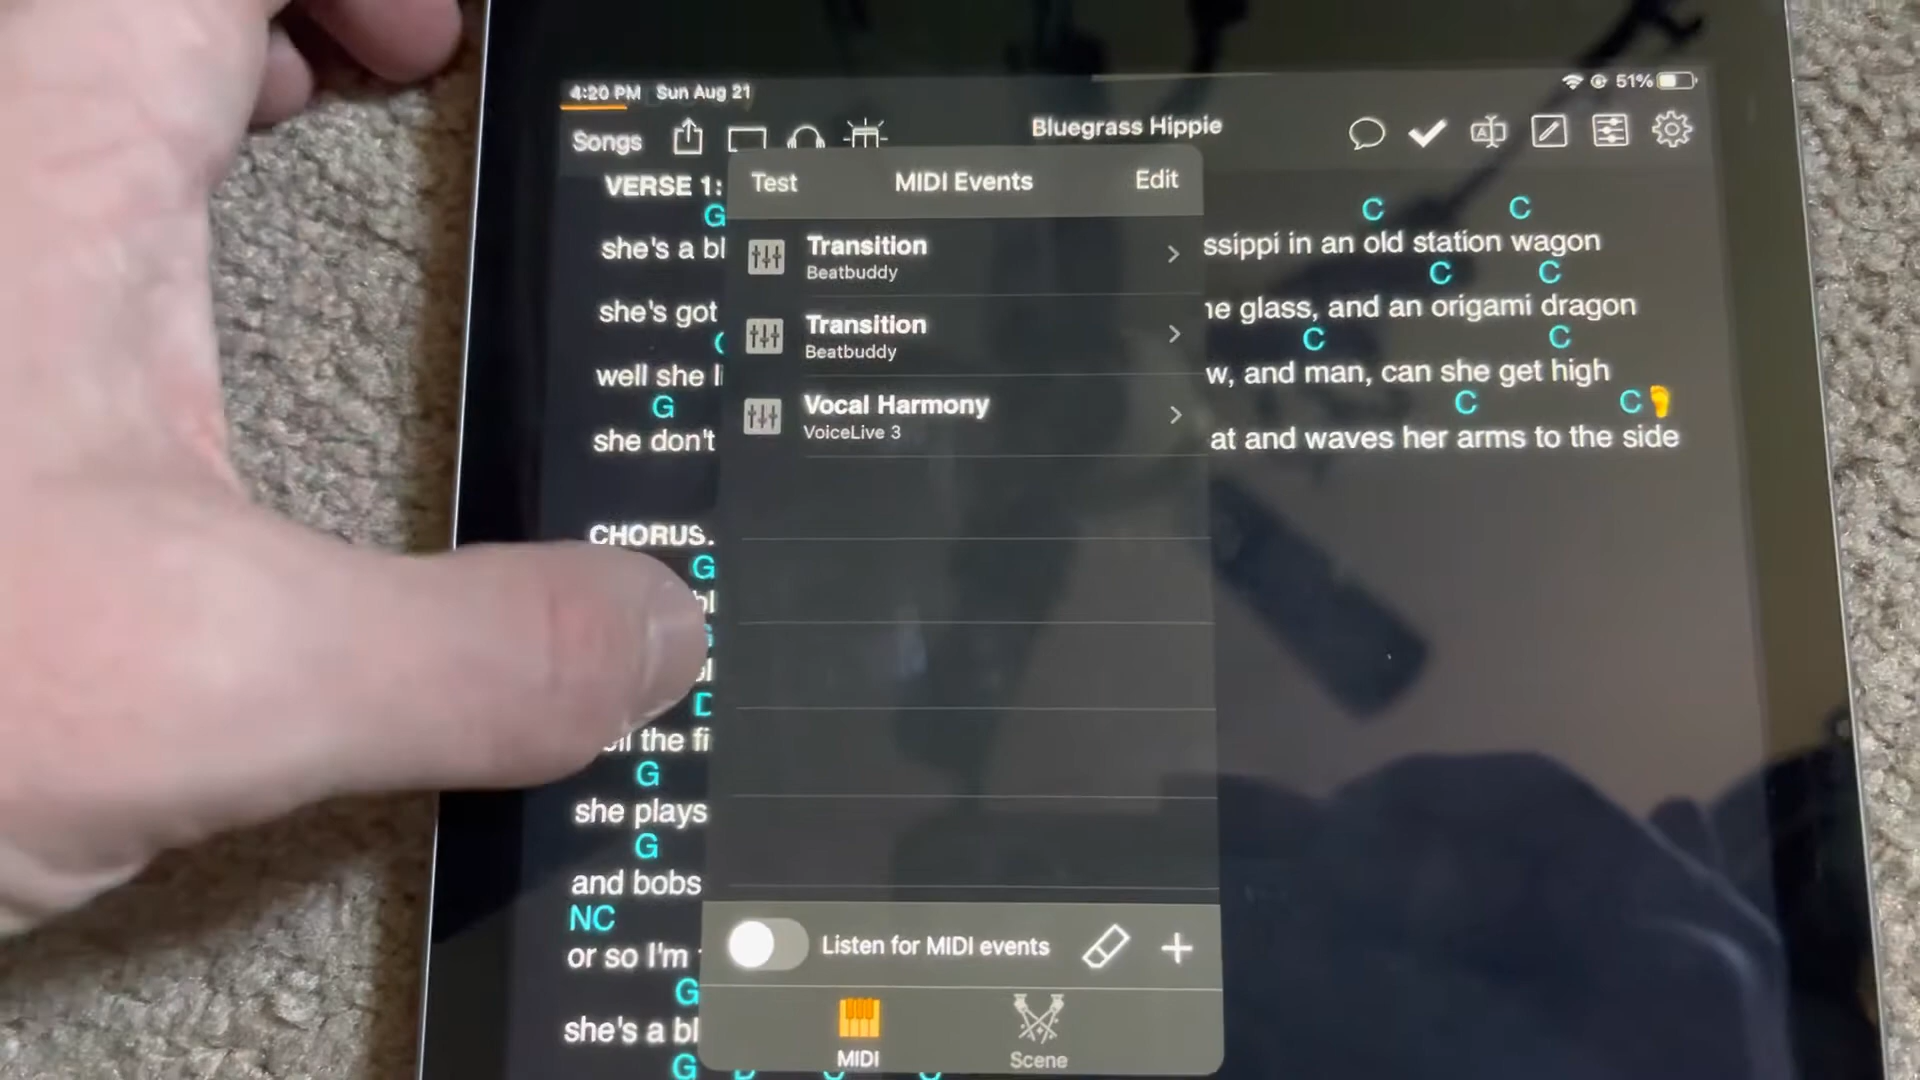 4:20 PM Sun Aug 21
51%
Songs
Bluegrass Hippie
VERSE 1:
Test
MIDI Events
Edit
G
C C
she's a bl
ssippi in an old station wagon
Transition
Beatbuddy
C C
she's got
ne glass, and an origami dragon
Transition
Beatbuddy
C C
well she li
w, and man, can she get high
Vocal Harmony
VoiceLive 3
G
C C
she don't
at and waves her arms to the side
CHORUS
G
bl
D
the fi
G
she plays
G
and bobs
NC
or so I'm
Listen for MIDI events
G
she's a bl
MIDI
Scene
G